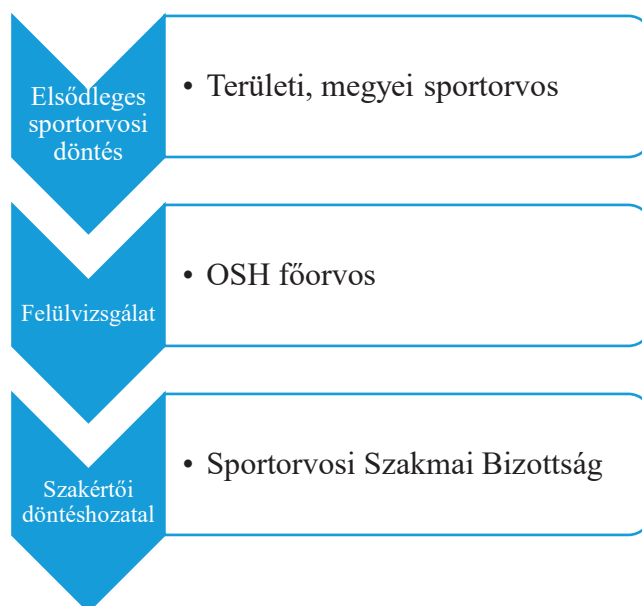 Elsődleges
sportorvosi
döntés
• Területi, megyei sportorvos
Felülvizsgálat
• OSH főorvos
Szakértői
döntéshozatal
• Sportorvosi Szakmai Bizottság